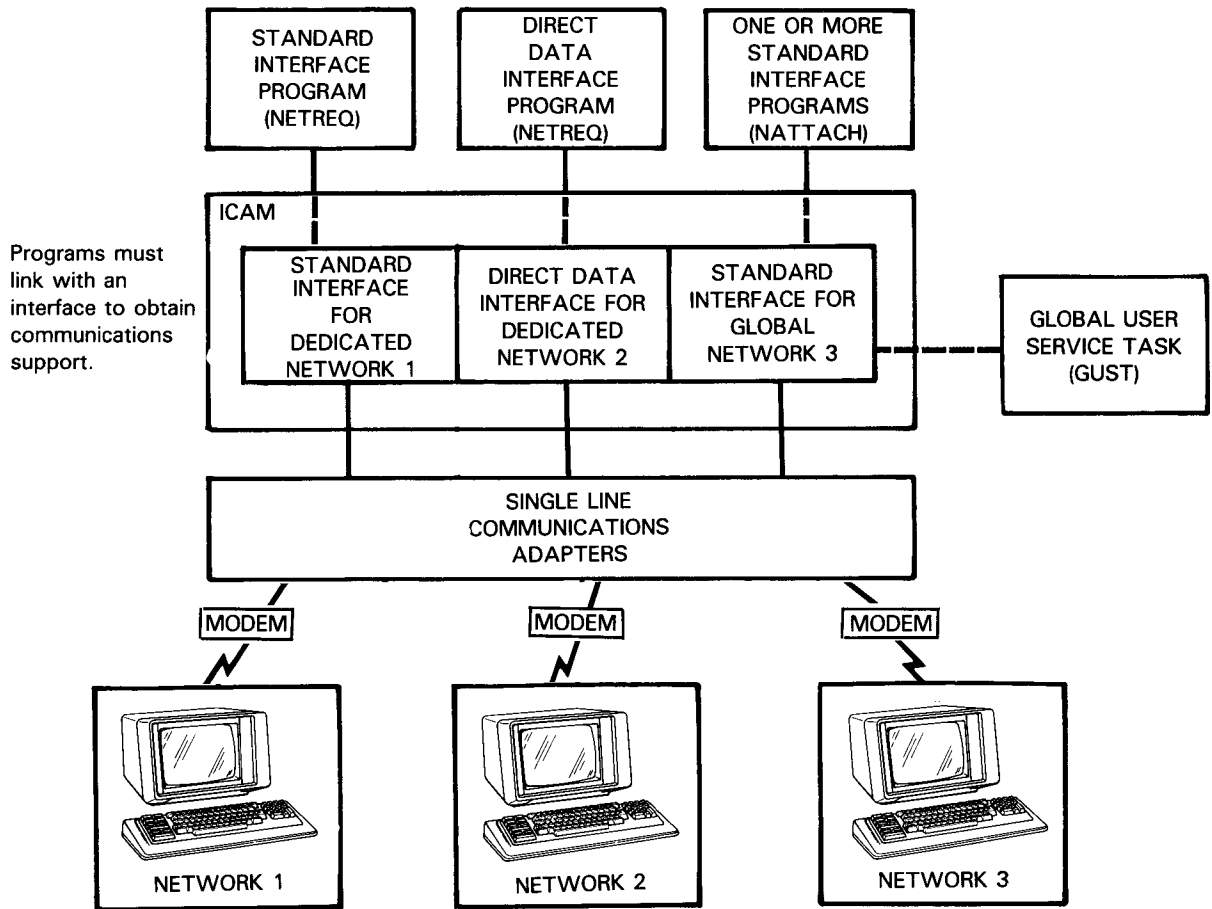 STANDARD
INTERFACE
PROGRAM
(NETREQ)
DIRECT
DATA
INTERFACE
PROGRAM
(NETREQ)
ONE OR MORE
STANDARD
INTERFACE
PROGRAMS
(NATTACH)
ICAM
Programs must
link with an
interface to obtain
communications
support.
STANDARD
INTERFACE
FOR
DEDICATED
NETWORK 1
DIRECT DATA
INTERFACE FOR
DEDICATED
NETWORK 2
STANDARD
INTERFACE FOR
GLOBAL
NETWORK 3
GLOBAL USER
SERVICE TASK
(GUST)
SINGLE LINE
COMMUNICATIONS
ADAPTERS
MODEM
MODEM
MODEM
NETWORK 1
NETWORK 2
NETWORK 3